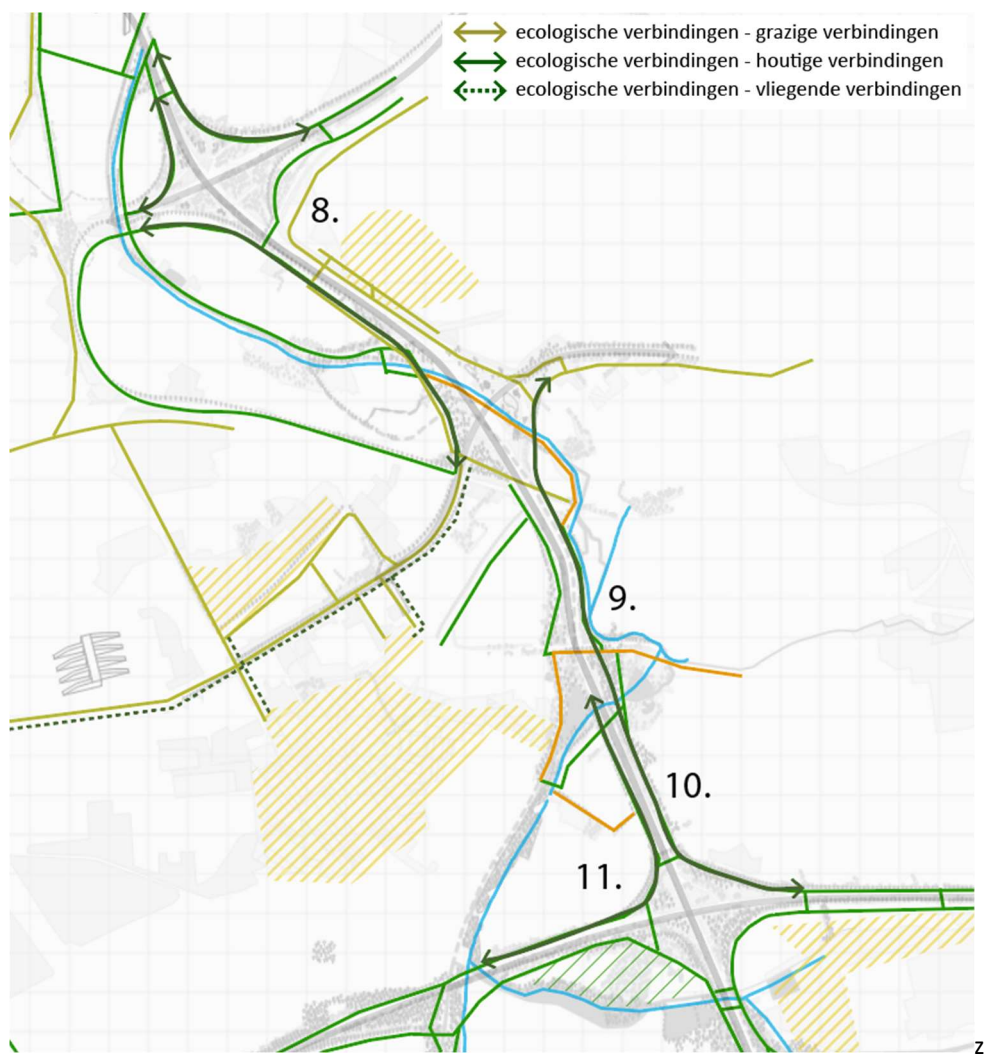 ecologische verbindingen - grazige verbindingen
ecologische verbindingen - houtige verbindingen
ecologische verbindingen - vliegende verbindingen
8.
9.
10.
11.
z